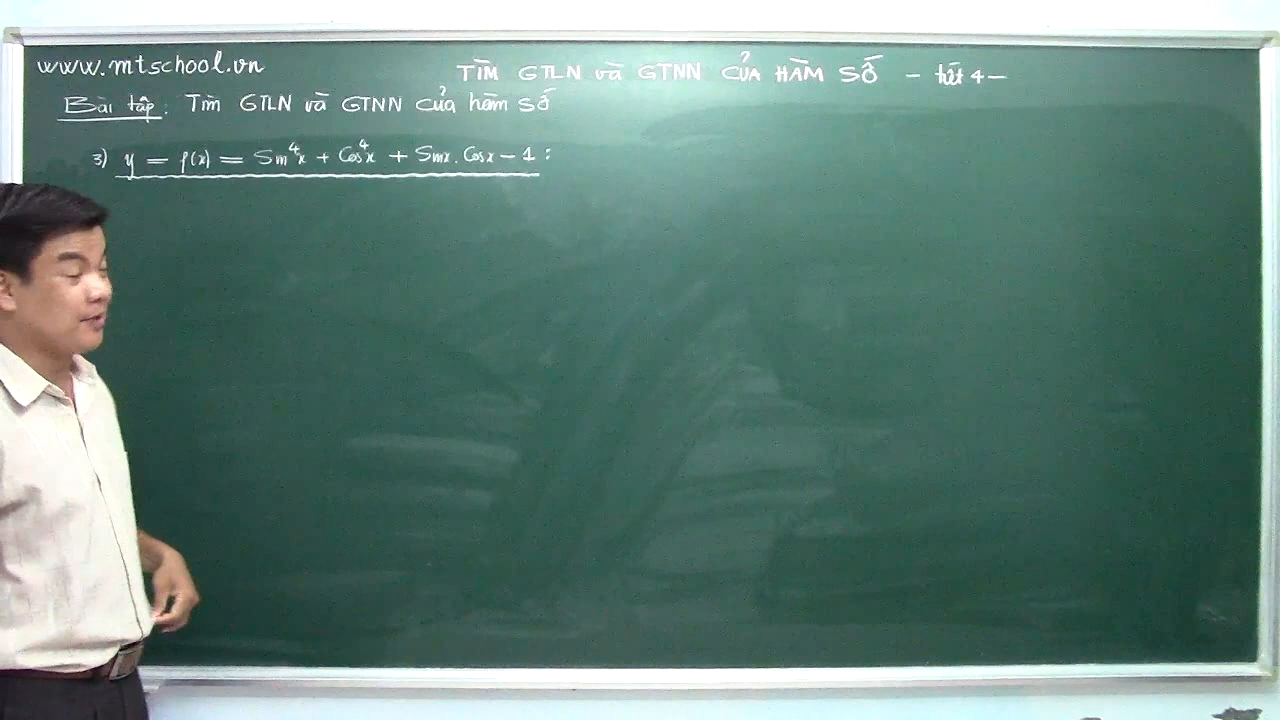 www.mtschool.vn
TÌM GTLN và GTNN CỦA HÀM SỐ - tiết 4 -
Bài tập: Tìm GTLN và GTNN của hàm số
3) y = f(x) = Sin⁴x + Cos⁴x + Sinx.Cosx - 1 :